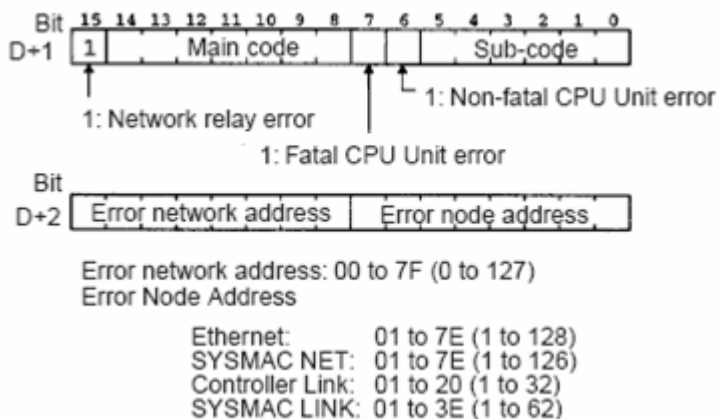 Bit 15 14 13 12 11 10 9 8 7 6 5 4 3 2 1 0
D+1 1 Main code Sub-code
1: Non-fatal CPU Unit error
1: Network relay error
1: Fatal CPU Unit error
Bit
D+2 Error network address Error node address
Error network address: 00 to 7F (0 to 127)
Error Node Address
Ethernet: 01 to 7E (1 to 128)
SYSMAC NET: 01 to 7E (1 to 126)
Controller Link: 01 to 20 (1 to 32)
SYSMAC LINK: 01 to 3E (1 to 62)